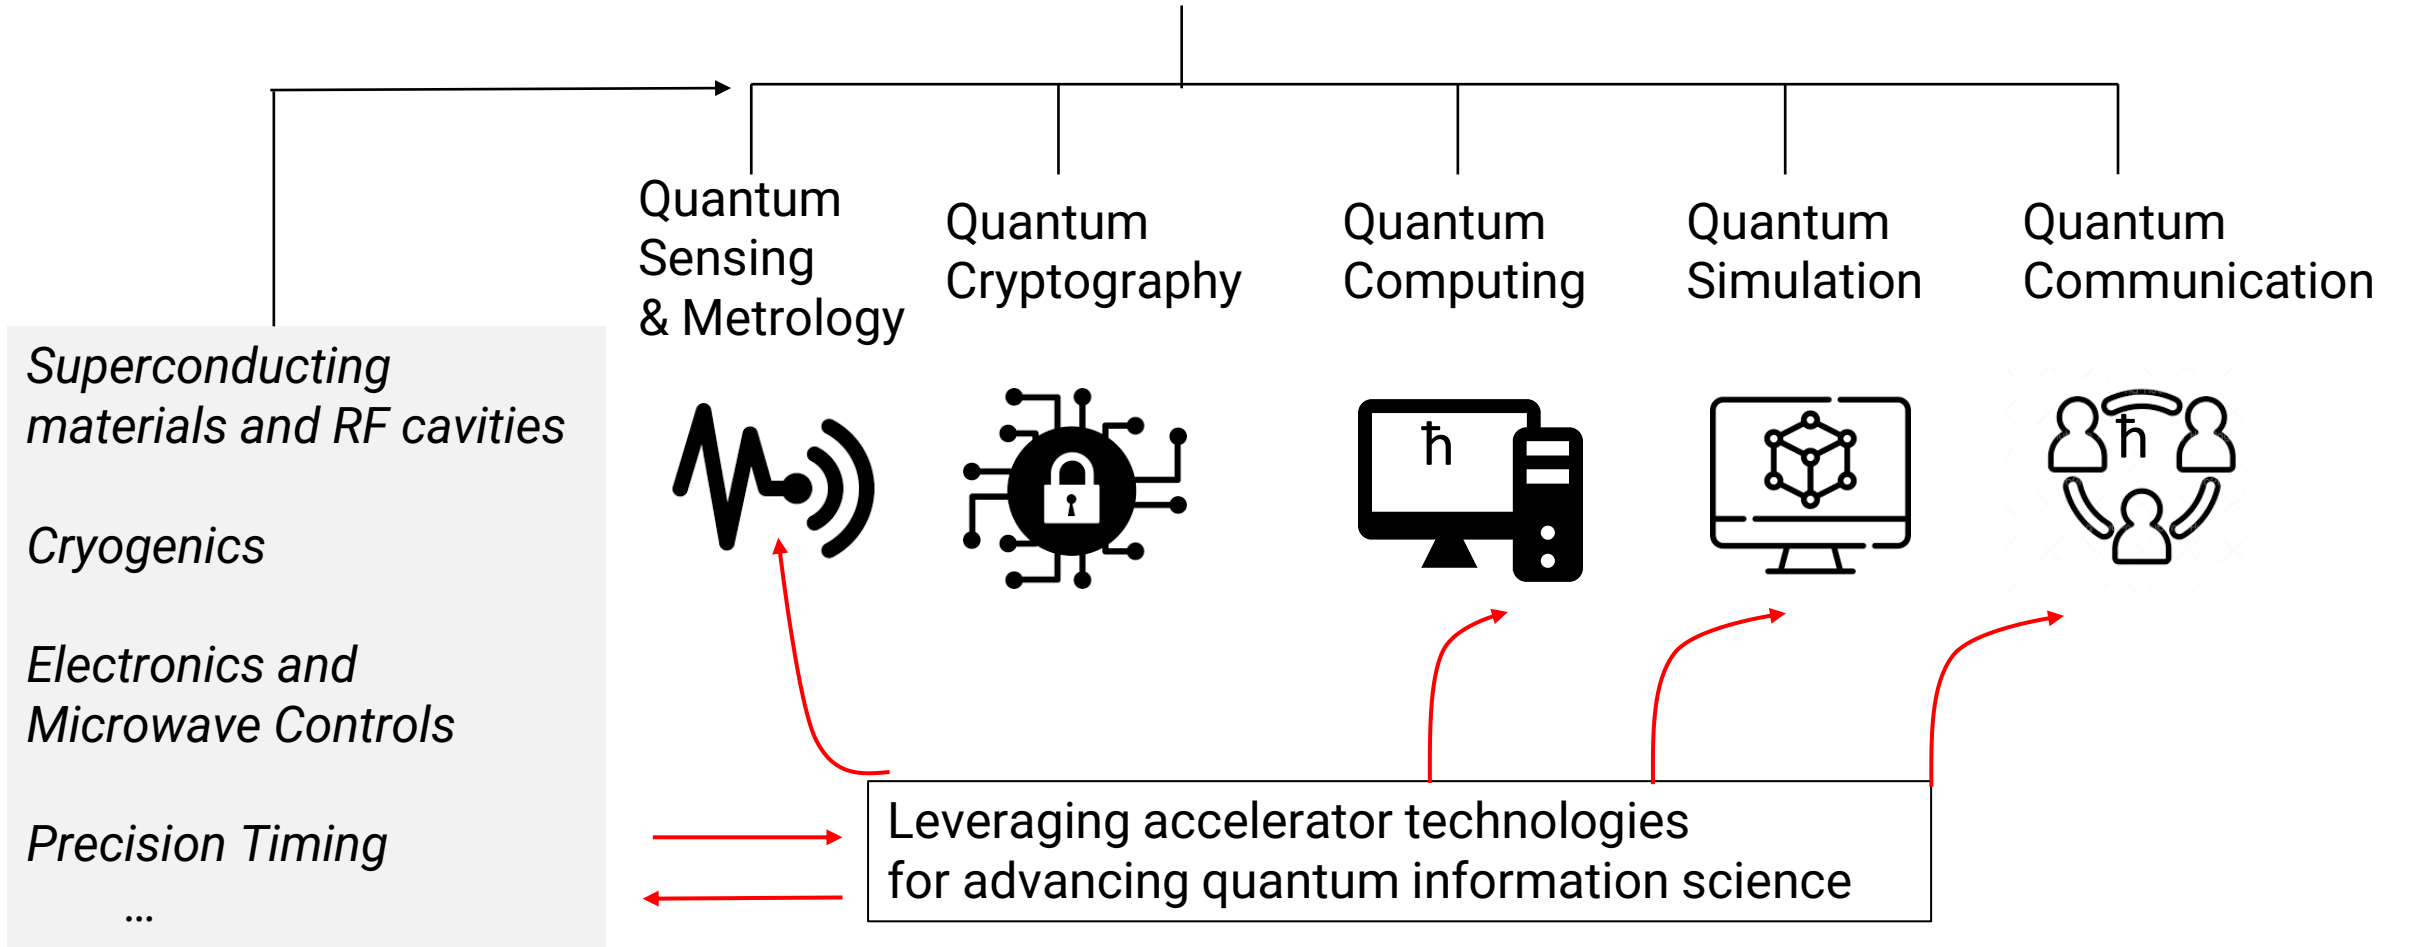 Quantum
Sensing
& Metrology
Quantum
Cryptography
Quantum
Computing
Quantum
Simulation
Quantum
Communication
ħ
ħ
Superconducting
materials and RF cavities
Cryogenics
Electronics and
Microwave Controls
Precision Timing
...
Leveraging accelerator technologies
for advancing quantum information science